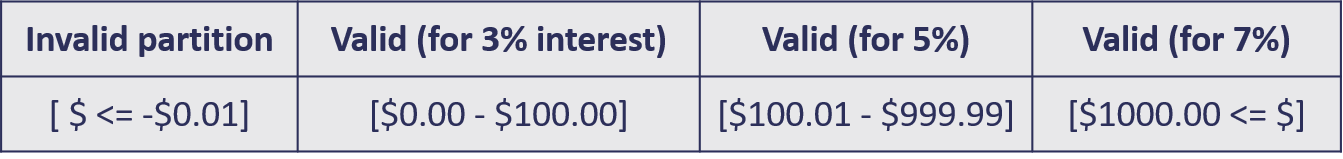 Invalid partition Valid (for 3% interest) Valid (for 5%) Valid (for 7%)
[ $ <= -$0.01] [$0.00 - $100.00] [$100.01 - $999.99] [$1000.00 <= $]